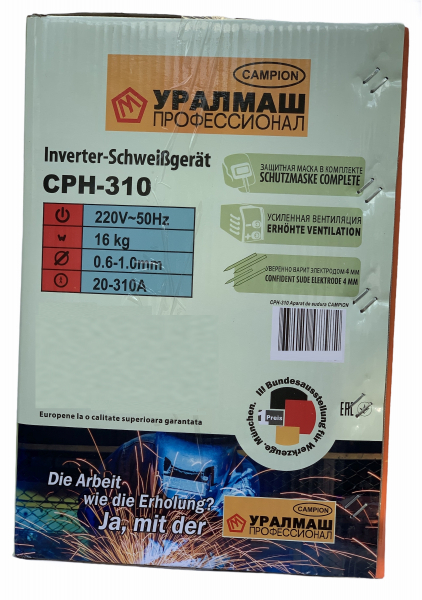 CAMPION
УРАЛМАШ
ПРОФЕССИОНАЛ
Inverter-Schweißgerät
CPH-310
220V~50Hz
16 kg
0.6-1.0mm
20-310A
ЗАЩИТНАЯ МАСКА В КОМПЛЕКТЕ
SCHUTZMASKE COMPLETE
УСИЛЕННАЯ ВЕНТИЛЯЦИЯ
ERHÖHTE VENTILATION
УВЕРЕННО ВАРИТ ЭЛЕКТРОДОМ 4 ММ
CONFIDENT SUDE ELEKTRODE 4 MM
CPH-310 Aparat de sudura CAMPION
III Bundesausstellung
für Werkzeuge. München.
1 Preis
EAC
Europene la o calitate superioara garantata
Die Arbeit
wie die Erholung?
Ja, mit der
CAMPION
УРАЛМАШ
ПРОФЕССИОНАЛ